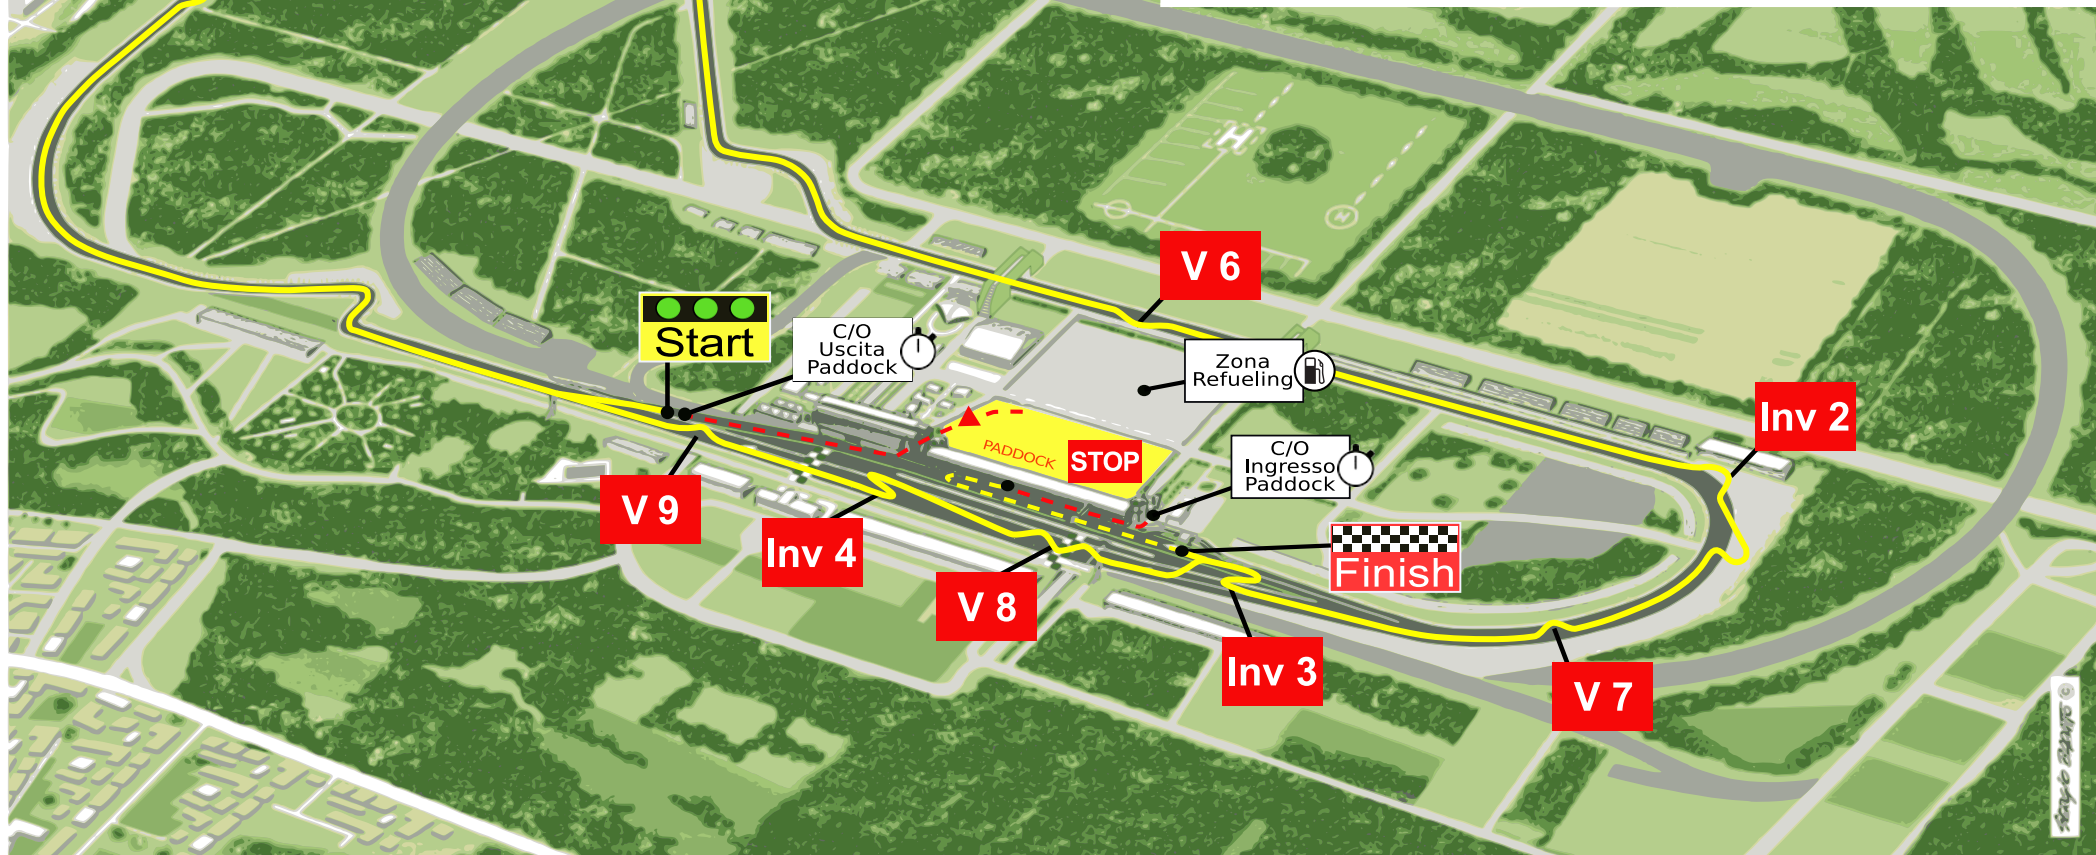 H
N
V 6
Start
C/O
Uscita
Paddock
Zona
Refueling
Inv 2
PADDOCK
STOP
C/O
Ingresso
Paddock
V 9
Inv 4
Finish
V 8
Inv 3
V 7